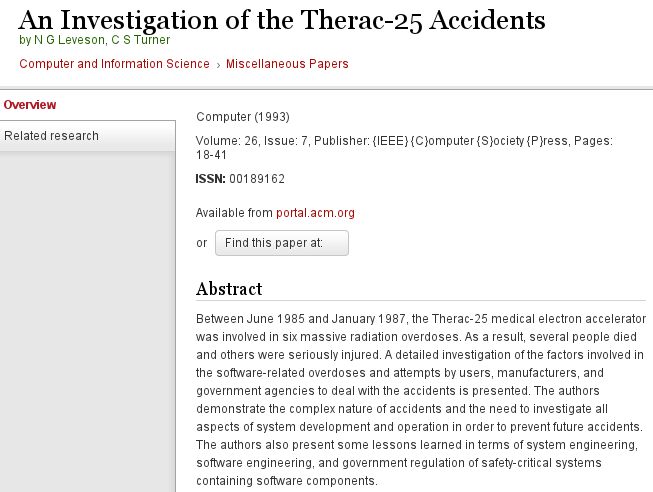 An Investigation of the Therac-25 Accidents
by N G Leveson, C S Turner
Computer and Information Science › Miscellaneous Papers
Overview
Related research
Computer (1993)
Volume: 26, Issue: 7, Publisher: {IEEE} {C}omputer {S}ociety {P}ress, Pages:
18-41
ISSN: 00189162
Available from portal.acm.org
or Find this paper at:
Abstract
Between June 1985 and January 1987, the Therac-25 medical electron accelerator
was involved in six massive radiation overdoses. As a result, several people died
and others were seriously injured. A detailed investigation of the factors involved in
the software-related overdoses and attempts by users, manufacturers, and
government agencies to deal with the accidents is presented. The authors
demonstrate the complex nature of accidents and the need to investigate all
aspects of system development and operation in order to prevent future accidents.
The authors also present some lessons learned in terms of system engineering,
software engineering, and government regulation of safety-critical systems
containing software components.